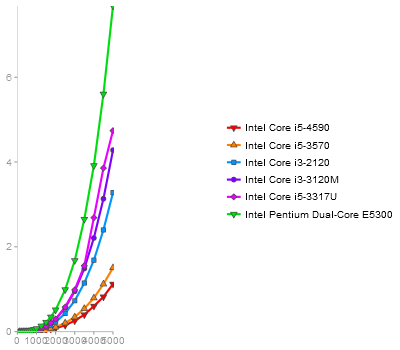 6
4
2
0
0 1000 2000 3000 4000 5000
Intel Core i5-4590
Intel Core i5-3570
Intel Core i3-2120
Intel Core i3-3120M
Intel Core i5-3317U
Intel Pentium Dual-Core E5300